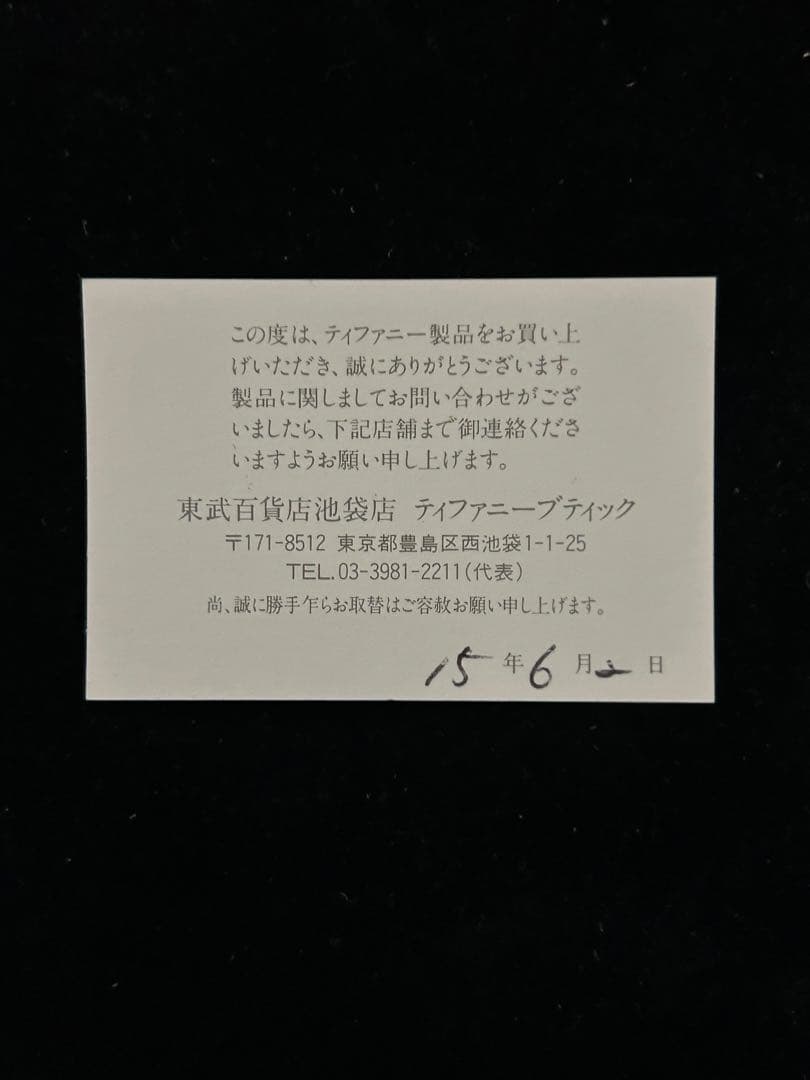 この度は、ティファニー製品をお買い上
げいただき、誠にありがとうございます。
製品に関しましてお問い合わせがござ
いましたら、下記店舗まで御連絡くださ
いますようお願い申し上げます。
東武百貨店池袋店 ティファニーブティック
〒171-8512 東京都豊島区西池袋1-1-25
TEL.03-3981-2211(代表)
尚、誠に勝手乍らお取替はご容赦お願い申し上げます。
15年6月2日